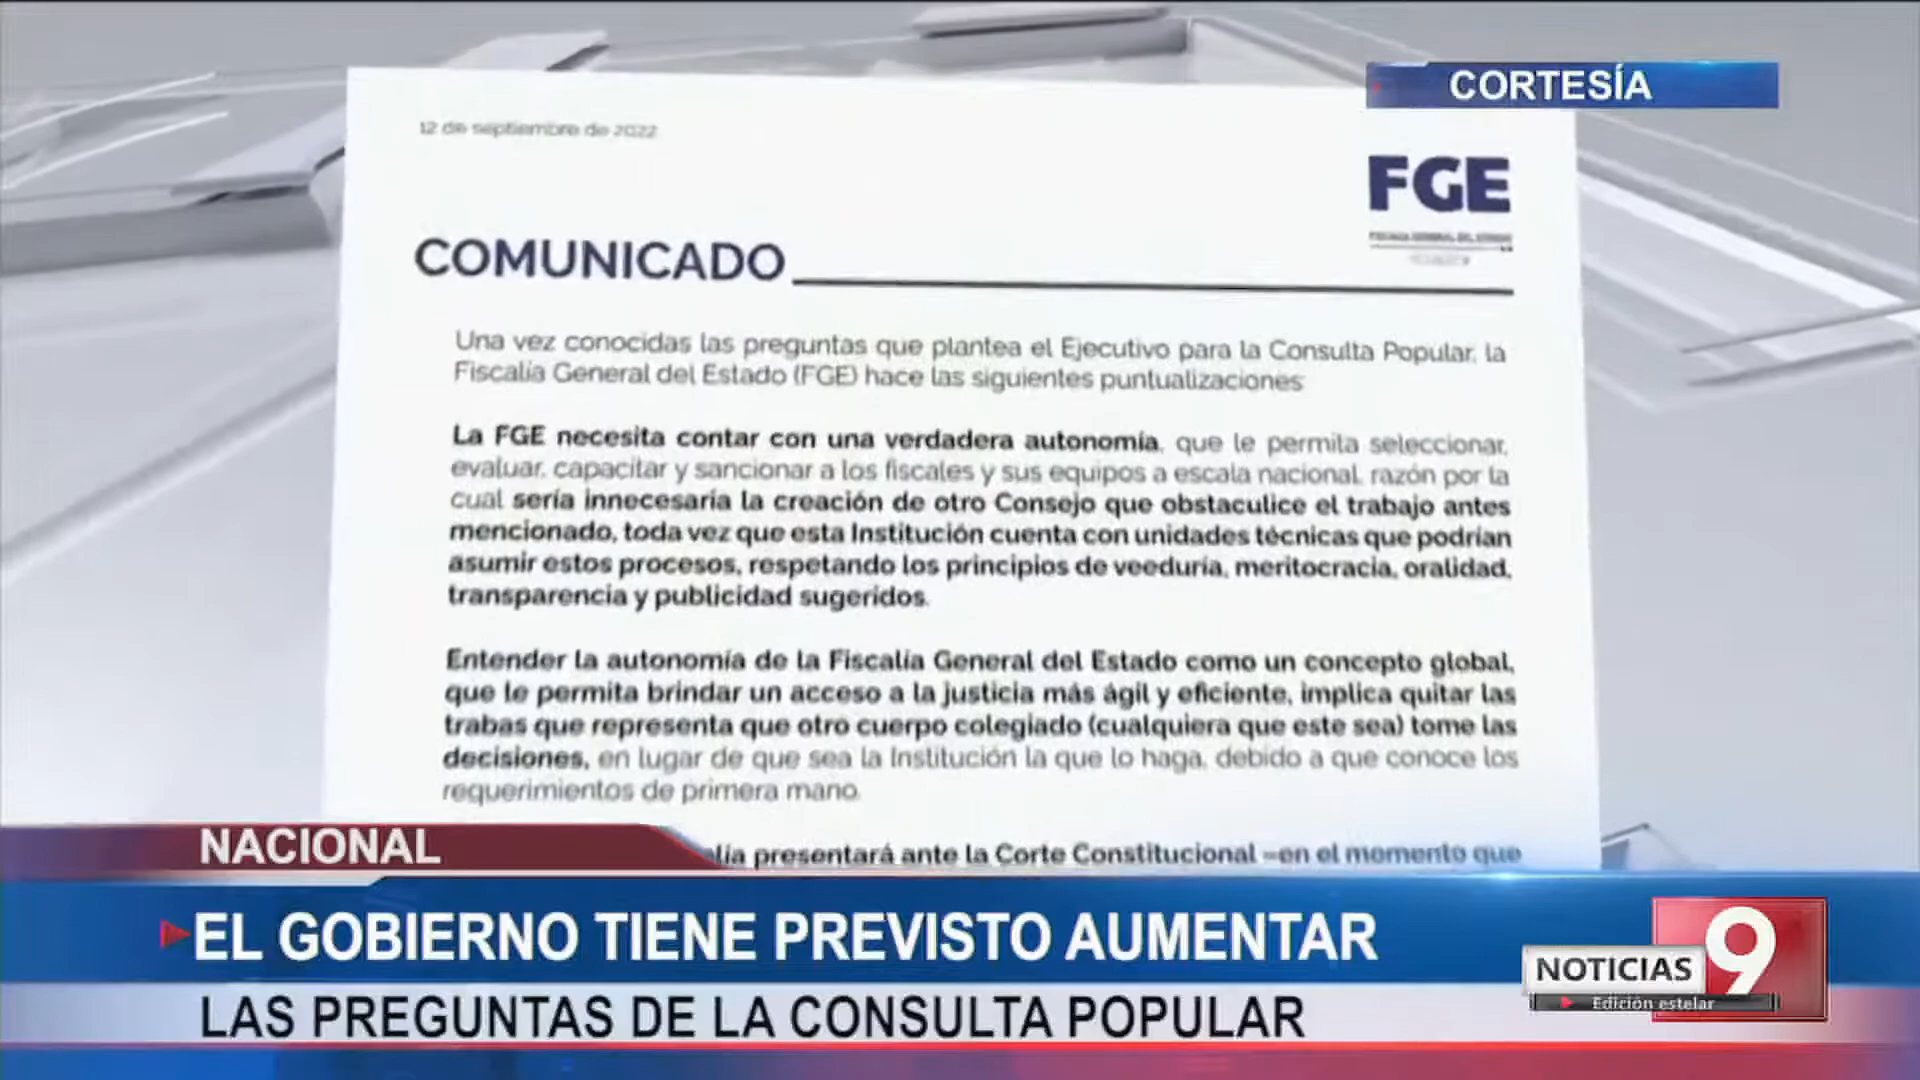 CORTESÍA
12 de septiembre de 2022
FGE
FISCALÍA GENERAL DEL ESTADO
ECUADOR
COMUNICADO
Una vez conocidas las preguntas que plantea el Ejecutivo para la Consulta Popular, la
Fiscalía General del Estado (FGE) hace las siguientes puntualizaciones:
La FGE necesita contar con una verdadera autonomía, que le permita seleccionar,
evaluar, capacitar y sancionar a los fiscales y sus equipos a escala nacional, razón por la
cual sería innecesaria la creación de otro Consejo que obstaculice el trabajo antes
mencionado, toda vez que esta Institución cuenta con unidades técnicas que podrían
asumir estos procesos, respetando los principios de veeduría, meritocracia, oralidad,
transparencia y publicidad sugeridos.
Entender la autonomía de la Fiscalía General del Estado como un concepto global,
que le permita brindar un acceso a la justicia más ágil y eficiente, implica quitar las
trabas que representa que otro cuerpo colegiado (cualquiera que este sea) tome las
decisiones, en lugar de que sea la Institución la que lo haga, debido a que conoce los
requerimientos de primera mano.
alía presentará ante la Corte Constitucional –en el momento que
NACIONAL
EL GOBIERNO TIENE PREVISTO AUMENTAR
LAS PREGUNTAS DE LA CONSULTA POPULAR
NOTICIAS 9
Edición estelar